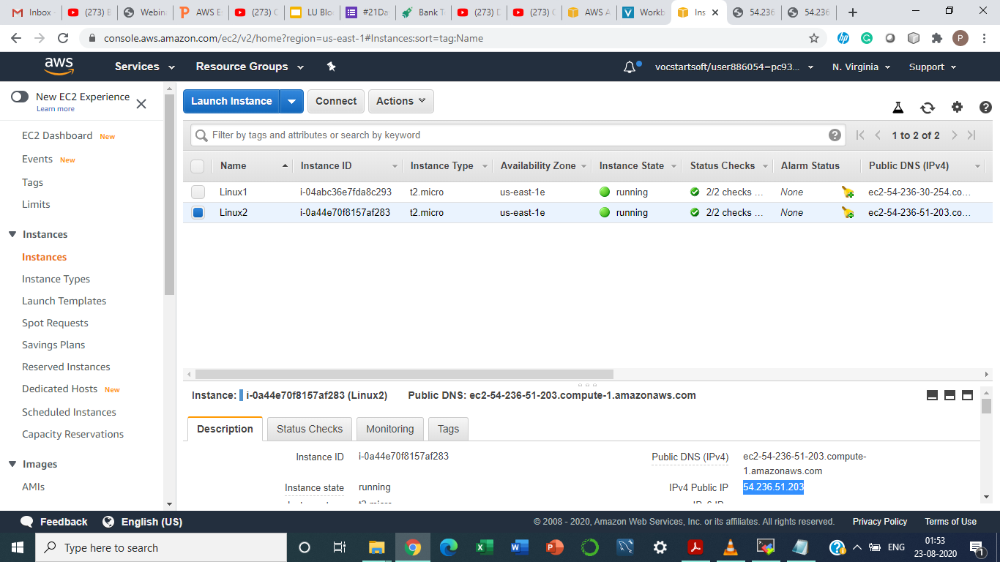 Inbox
(273) B
Webin
AWS Es
(273) C
LU Blo
#21Da
Bank T
(273) D
(273) C
AWS A
Workb
Ins
54.236
54.236
console.aws.amazon.com/ec2/v2/home?region=us-east-1#Instances:sort=tag:Name
P
aws
Services
Resource Groups
vocstartsoft/user886054=pc93...
N. Virginia
Support
New EC2 Experience
Learn more
EC2 Dashboard New
Events New
Tags
Limits
Instances
Instances
Instance Types
Launch Templates
Spot Requests
Savings Plans
Reserved Instances
Dedicated Hosts New
Scheduled Instances
Capacity Reservations
Images
AMIs
Launch Instance
Connect
Actions
Filter by tags and attributes or search by keyword
1 to 2 of 2
Name Instance ID Instance Type Availability Zone Instance State Status Checks Alarm Status Public DNS (IPv4)
Linux1 i-04abc36e7fda8c293 t2.micro us-east-1e running 2/2 checks ... None ec2-54-236-30-254.co...
Linux2 i-0a44e70f8157af283 t2.micro us-east-1e running 2/2 checks ... None ec2-54-236-51-203.co...
Instance: i-0a44e70f8157af283 (Linux2) Public DNS: ec2-54-236-51-203.compute-1.amazonaws.com
Description Status Checks Monitoring Tags
Instance ID i-0a44e70f8157af283
Public DNS (IPv4) ec2-54-236-51-203.compute-
1.amazonaws.com
Instance state running
IPv4 Public IP 54.236.51.203
Feedback
English (US)
© 2008 - 2020, Amazon Web Services, Inc. or its affiliates. All rights reserved.
Privacy Policy
Terms of Use
Type here to search
ENG
01:53
23-08-2020
1